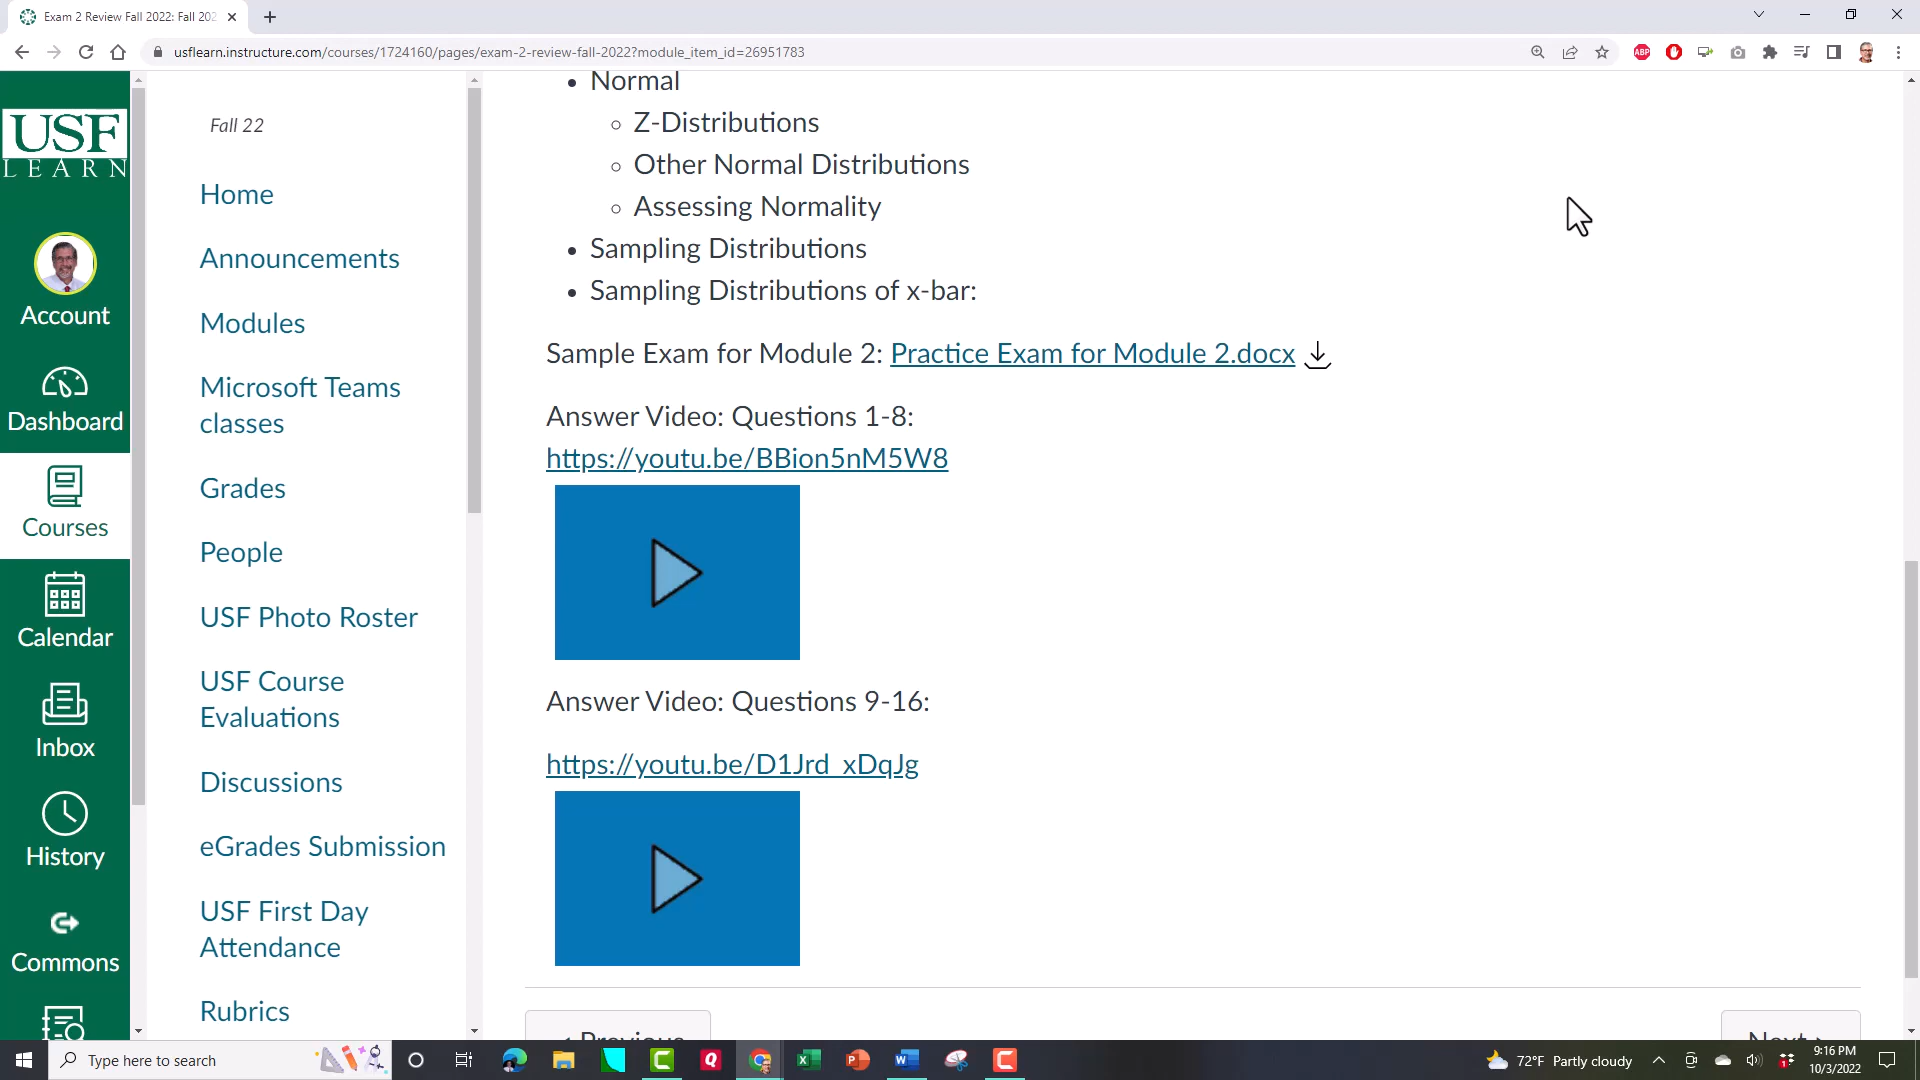 Exam 2 Review Fall 2022: Fall 202
usflearn.instructure.com/courses/1724160/pages/exam-2-review-fall-2022?module_item_id=26951783
ABP
USF
LEARN
Account
Dashboard
Courses
Calendar
Inbox
History
Commons
Fall 22
Home
Announcements
Modules
Microsoft Teams
classes
Grades
People
USF Photo Roster
USF Course
Evaluations
Discussions
eGrades Submission
USF First Day
Attendance
Rubrics
• Normal
◦ Z-Distributions
◦ Other Normal Distributions
◦ Assessing Normality
• Sampling Distributions
• Sampling Distributions of x-bar:
Sample Exam for Module 2: Practice Exam for Module 2.docx
Answer Video: Questions 1-8:
https://youtu.be/BBion5nM5W8
Answer Video: Questions 9-16:
https://youtu.be/D1Jrd_xDqJg
Previous
Next
Type here to search
72°F Partly cloudy
9:16 PM
10/3/2022